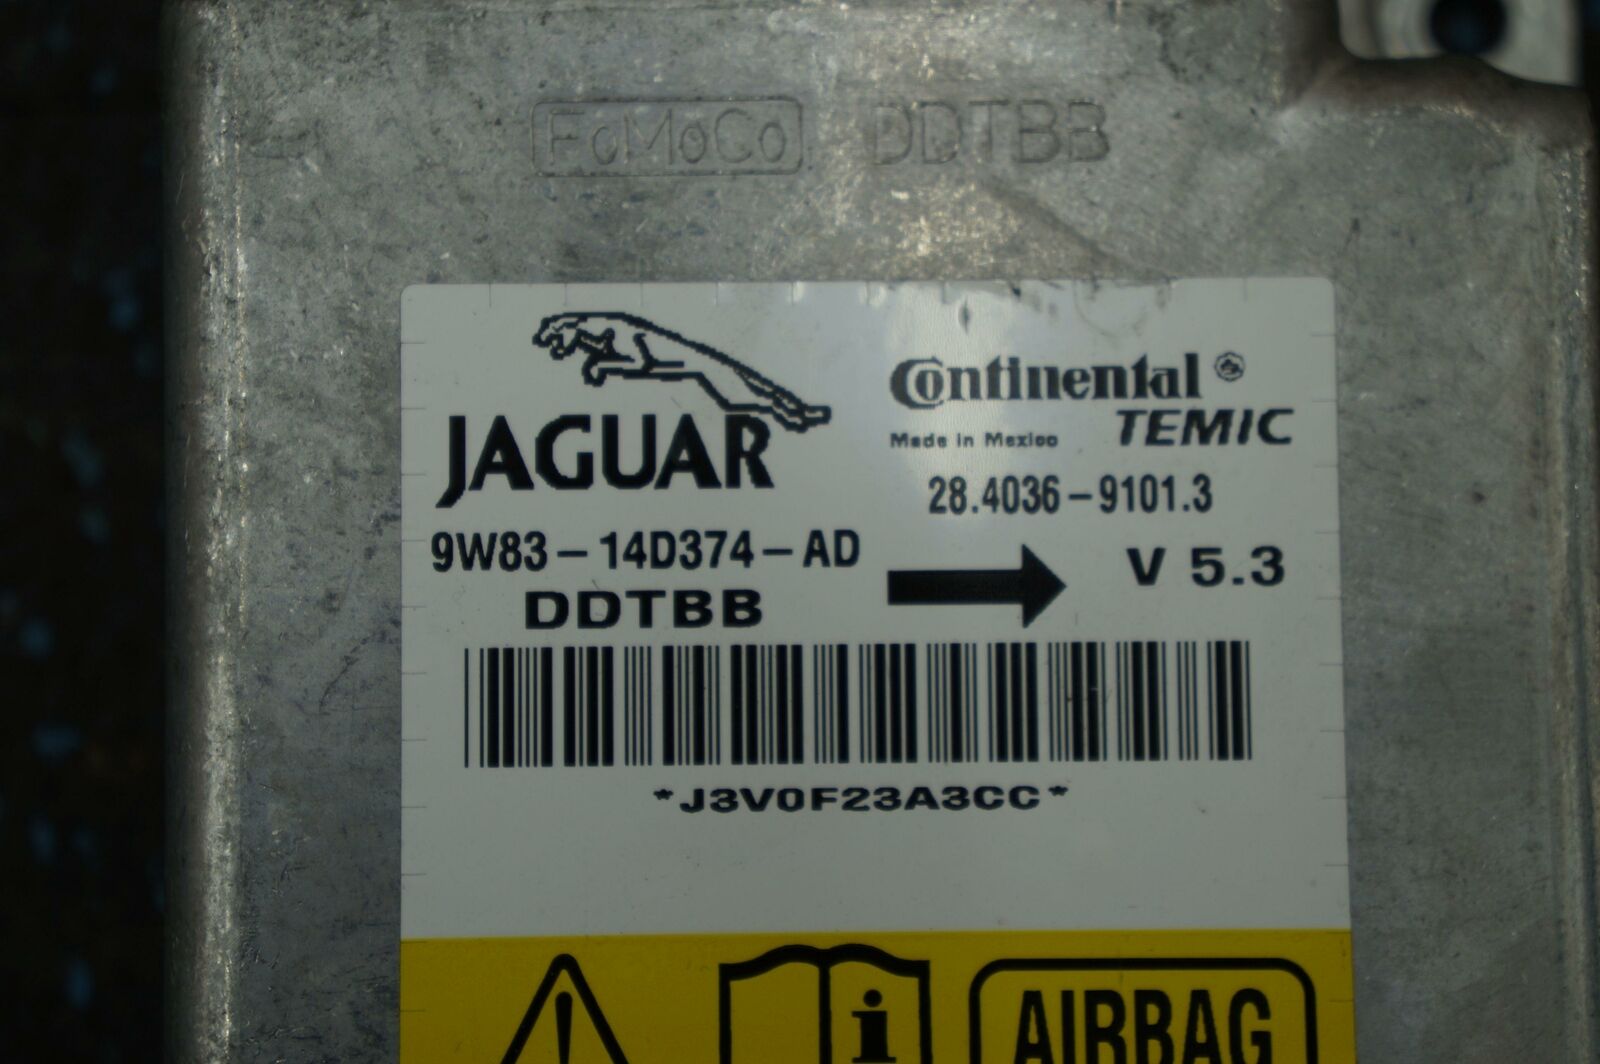 FoMoCo DDTBB
JAGUAR
Continental
TEMIC
Made in Mexico
28.4036-9101.3
9W83-14D374-AD
V 5.3
DDTBB
*J3V0F23A3CC*
i
AIRBAG